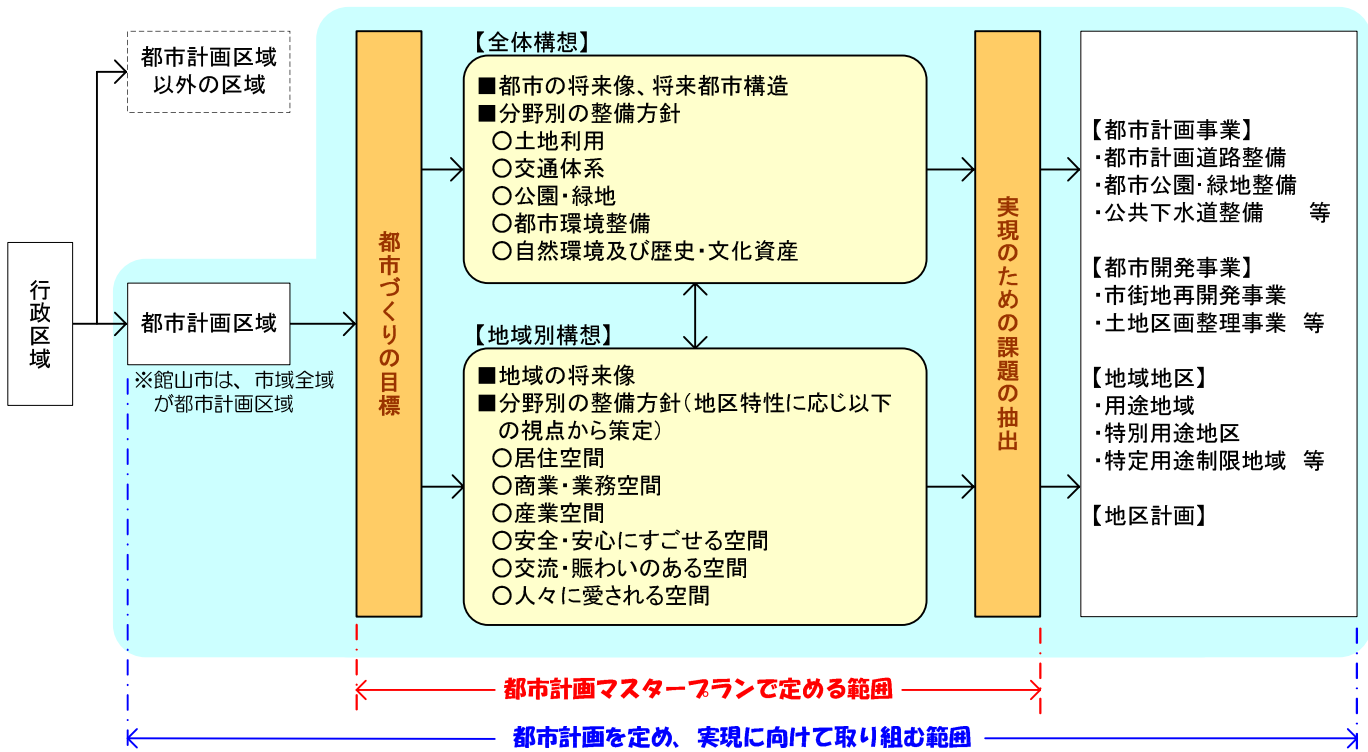 行政区域
都市計画区域
以外の区域
都市計画区域
※館山市は、市域全域
が都市計画区域
都市づくりの目標
【全体構想】
■都市の将来像、将来都市構造
■分野別の整備方針
○土地利用
○交通体系
○公園・緑地
○都市環境整備
○自然環境及び歴史・文化資産
【地域別構想】
■地域の将来像
■分野別の整備方針（地区特性に応じ以下
の視点から策定）
○居住空間
○商業・業務空間
○産業空間
○安全・安心にすごせる空間
○交流・賑わいのある空間
○人々に愛される空間
実現のための課題の抽出
【都市計画事業】
・都市計画道路整備
・都市公園・緑地整備
・公共下水道整備　　等
【都市開発事業】
・市街地再開発事業
・土地区画整理事業　等
【地域地区】
・用途地域
・特別用途地区
・特定用途制限地域　等
【地区計画】
都市計画マスタープランで定める範囲
都市計画を定め、実現に向けて取り組む範囲